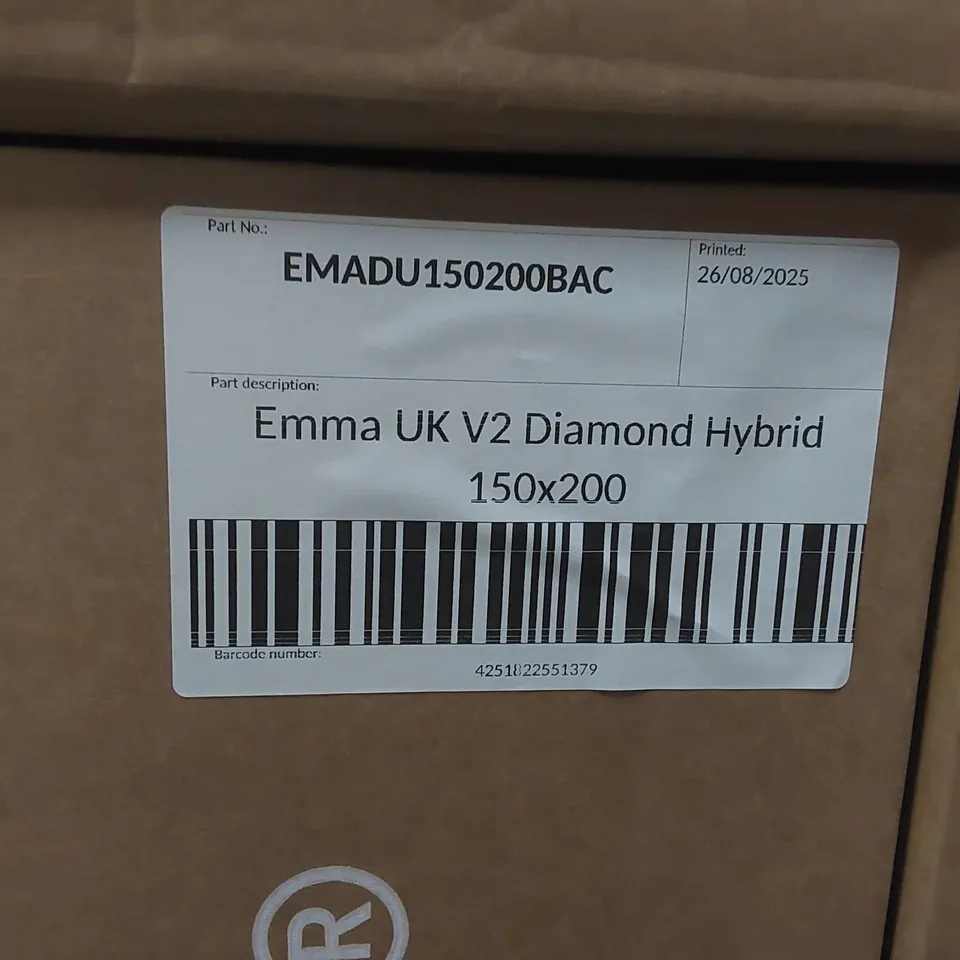 Part No.:
EMADU150200BAC
Printed:
26/08/2025
Part description:
Emma UK V2 Diamond Hybrid
150x200
Barcode number:
4251822551379
®